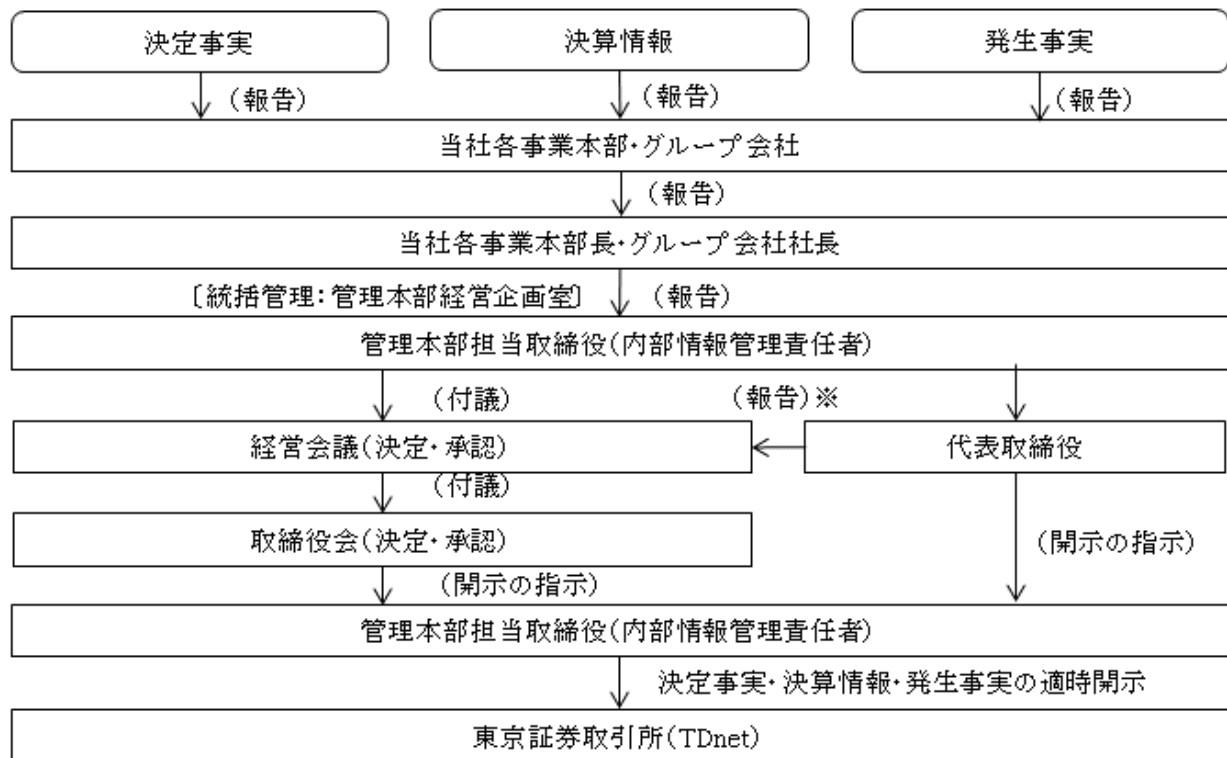 決定事実
決算情報
発生事実
(報告)
(報告)
(報告)
当社各事業本部・グループ会社
(報告)
当社各事業本部長・グループ会社社長
〔統括管理：管理本部経営企画室〕
(報告)
管理本部担当取締役(内部情報管理責任者)
(付議)
(報告)※
経営会議(決定・承認)
代表取締役
(付議)
取締役会(決定・承認)
(開示の指示)
(開示の指示)
管理本部担当取締役(内部情報管理責任者)
決定事実・決算情報・発生事実の適時開示
東京証券取引所(TDnet)